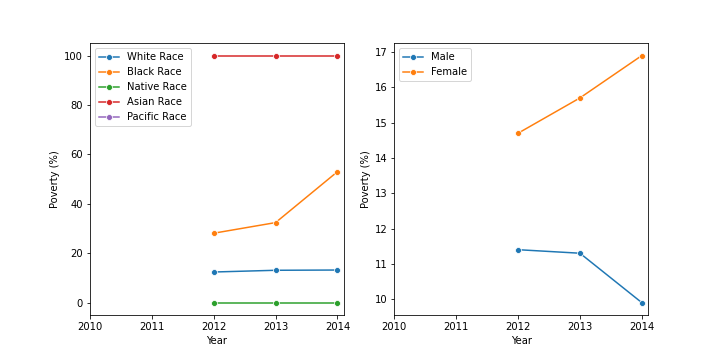 White Race
Black Race
Native Race
Asian Race
Pacific Race
100
80
60
40
20
0
Poverty (%)
2010 2011 2012 2013 2014
Year
Male
Female
17
16
15
14
13
12
11
10
Poverty (%)
2010 2011 2012 2013 2014
Year